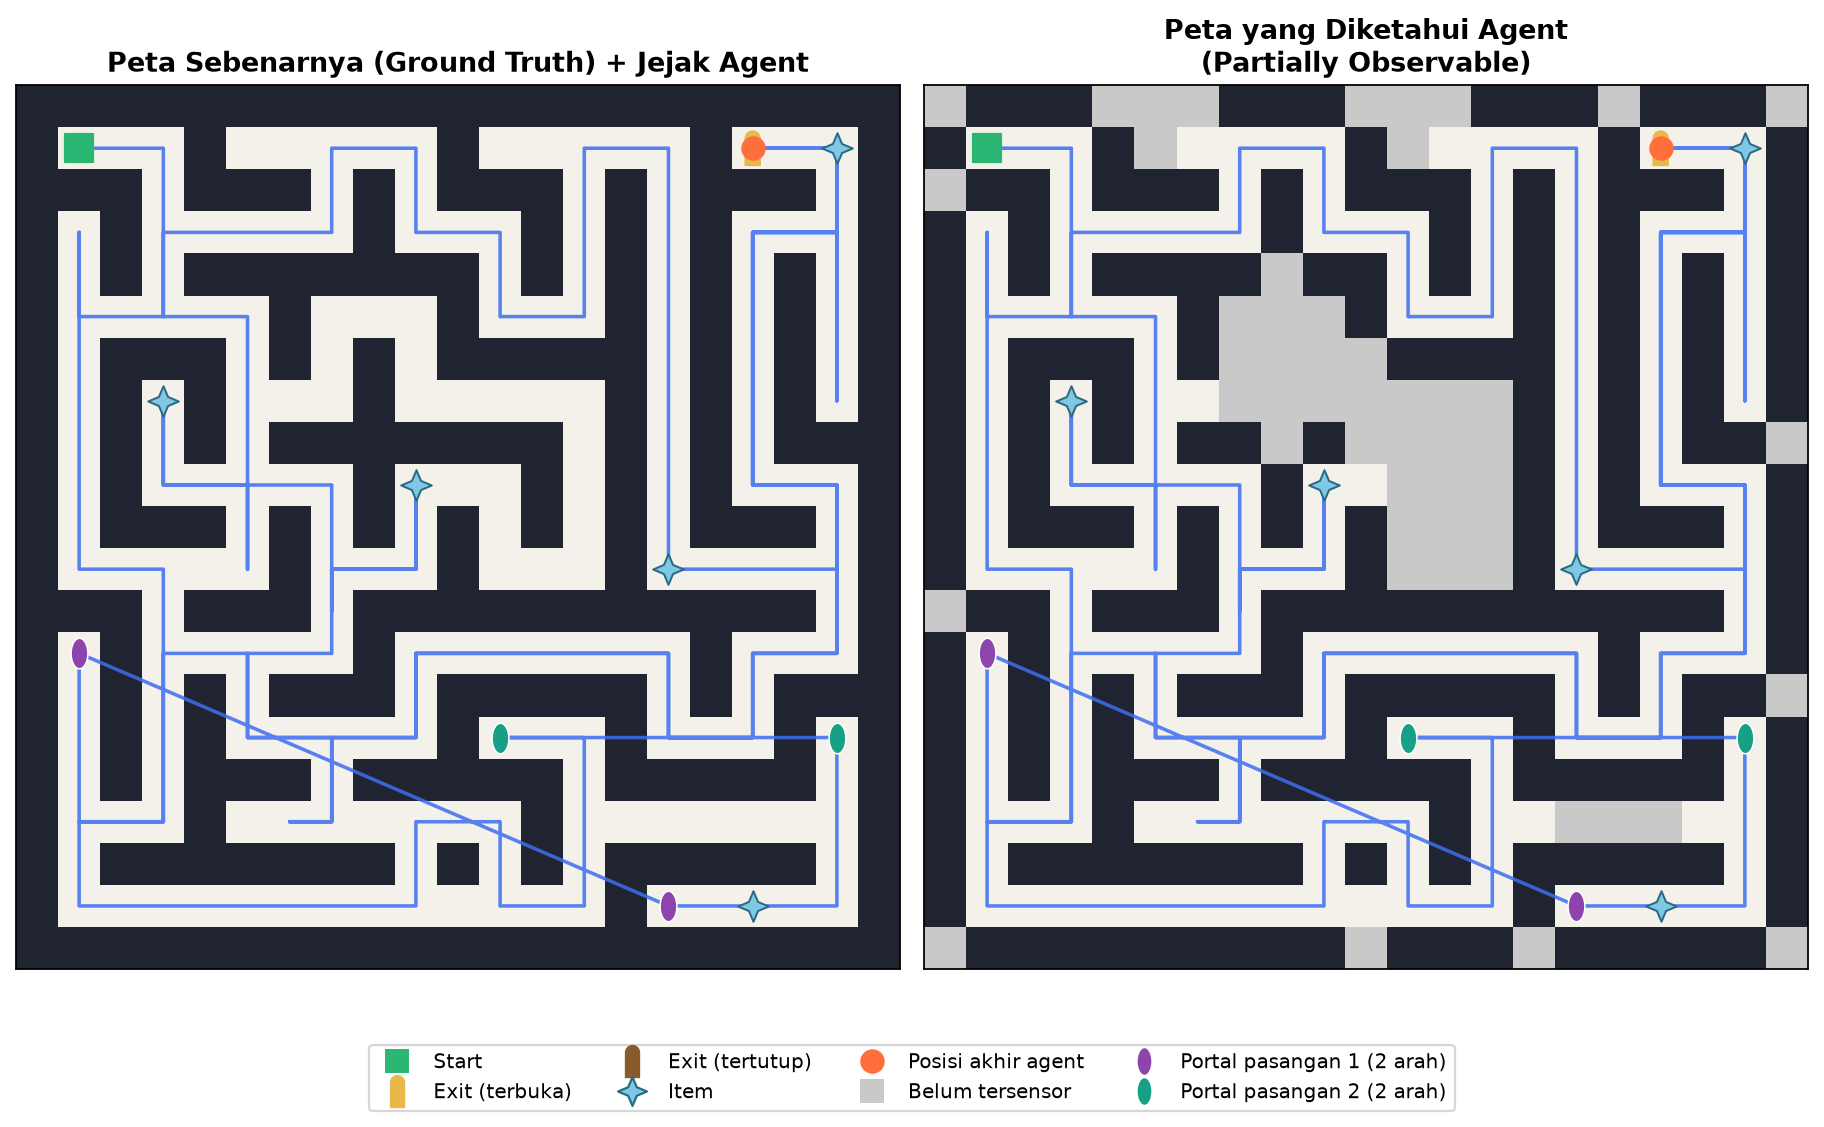 Peta Sebenarnya (Ground Truth) + Jejak Agent
Peta yang Diketahui Agent
(Partially Observable)
Start
Exit (terbuka)
Exit (tertutup)
Item
Posisi akhir agent
Belum tersensor
Portal pasangan 1 (2 arah)
Portal pasangan 2 (2 arah)